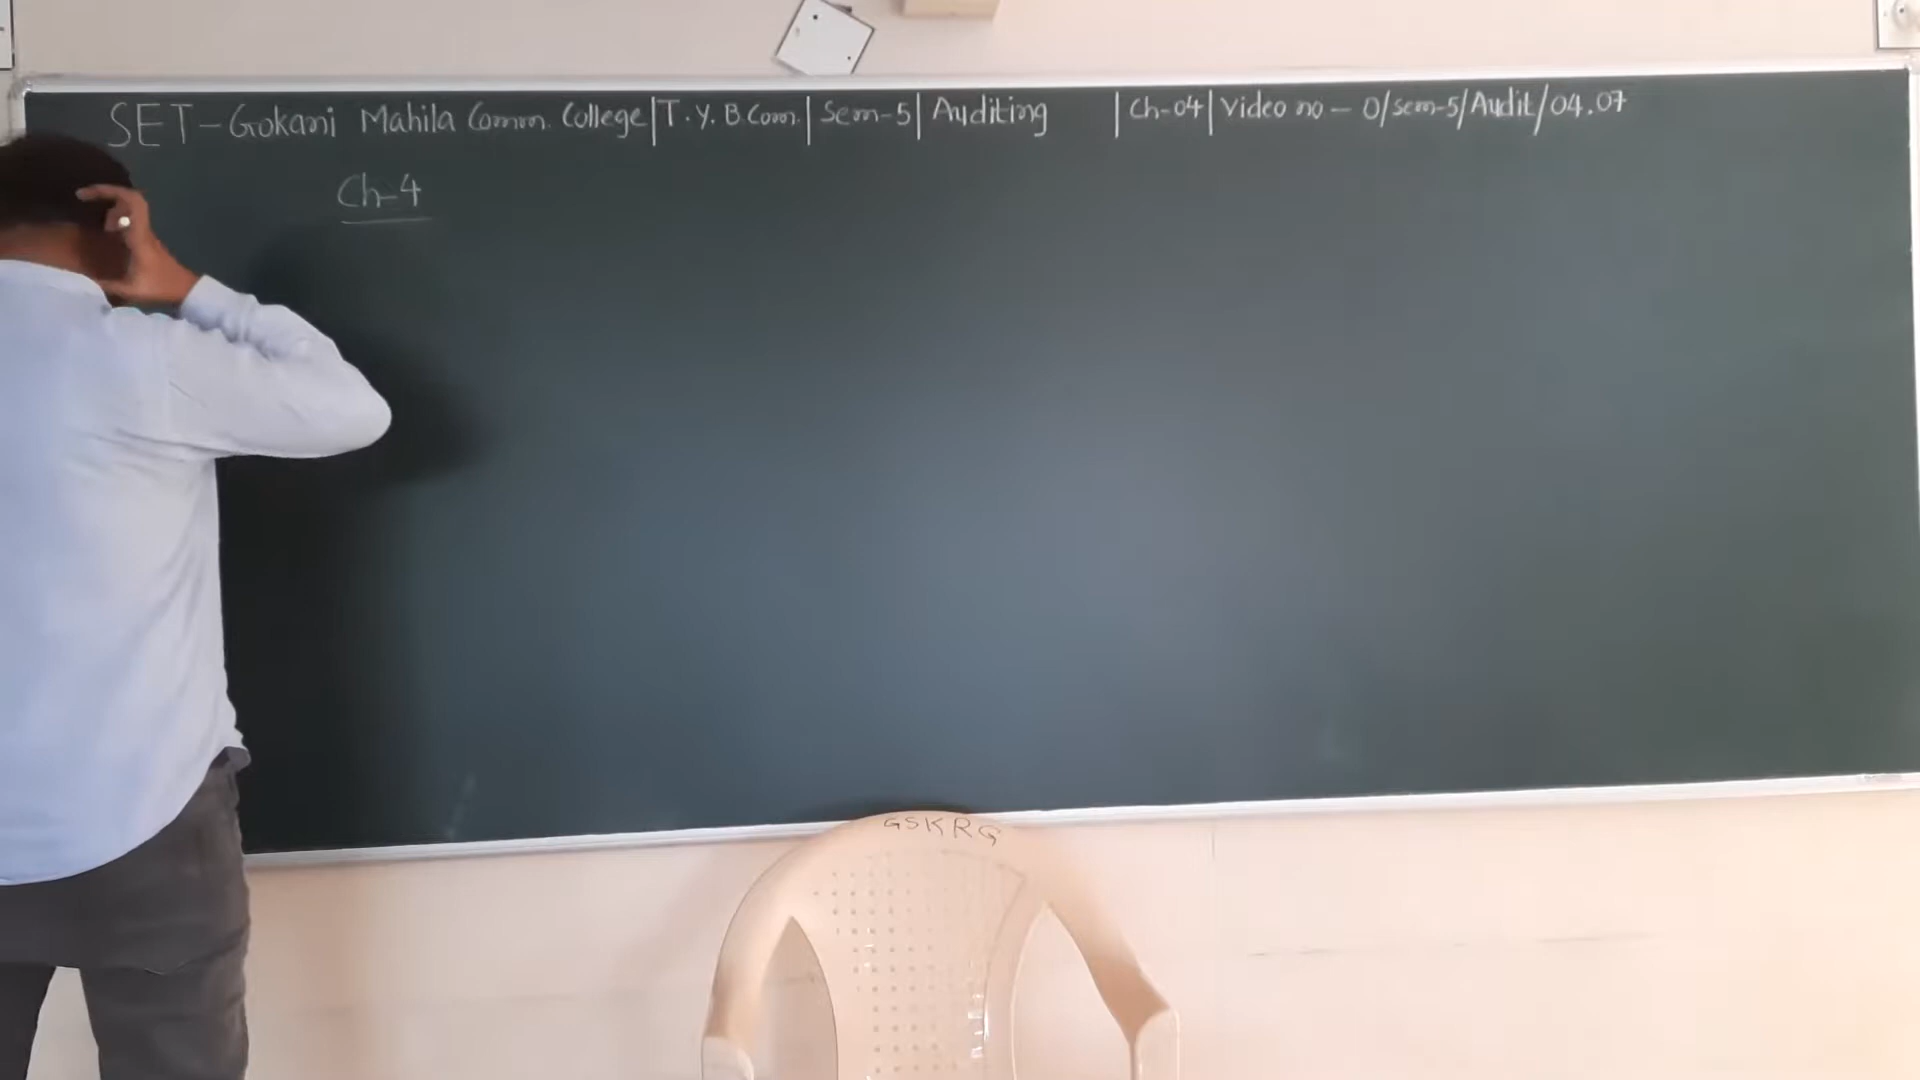 SET-Gokani Mahila Comm. College | T.Y.B.Com. | Sem-5 | Auditing | Ch-04 | Video no - 0/sem-5/Audit/04.07
Ch-4
GSKRG